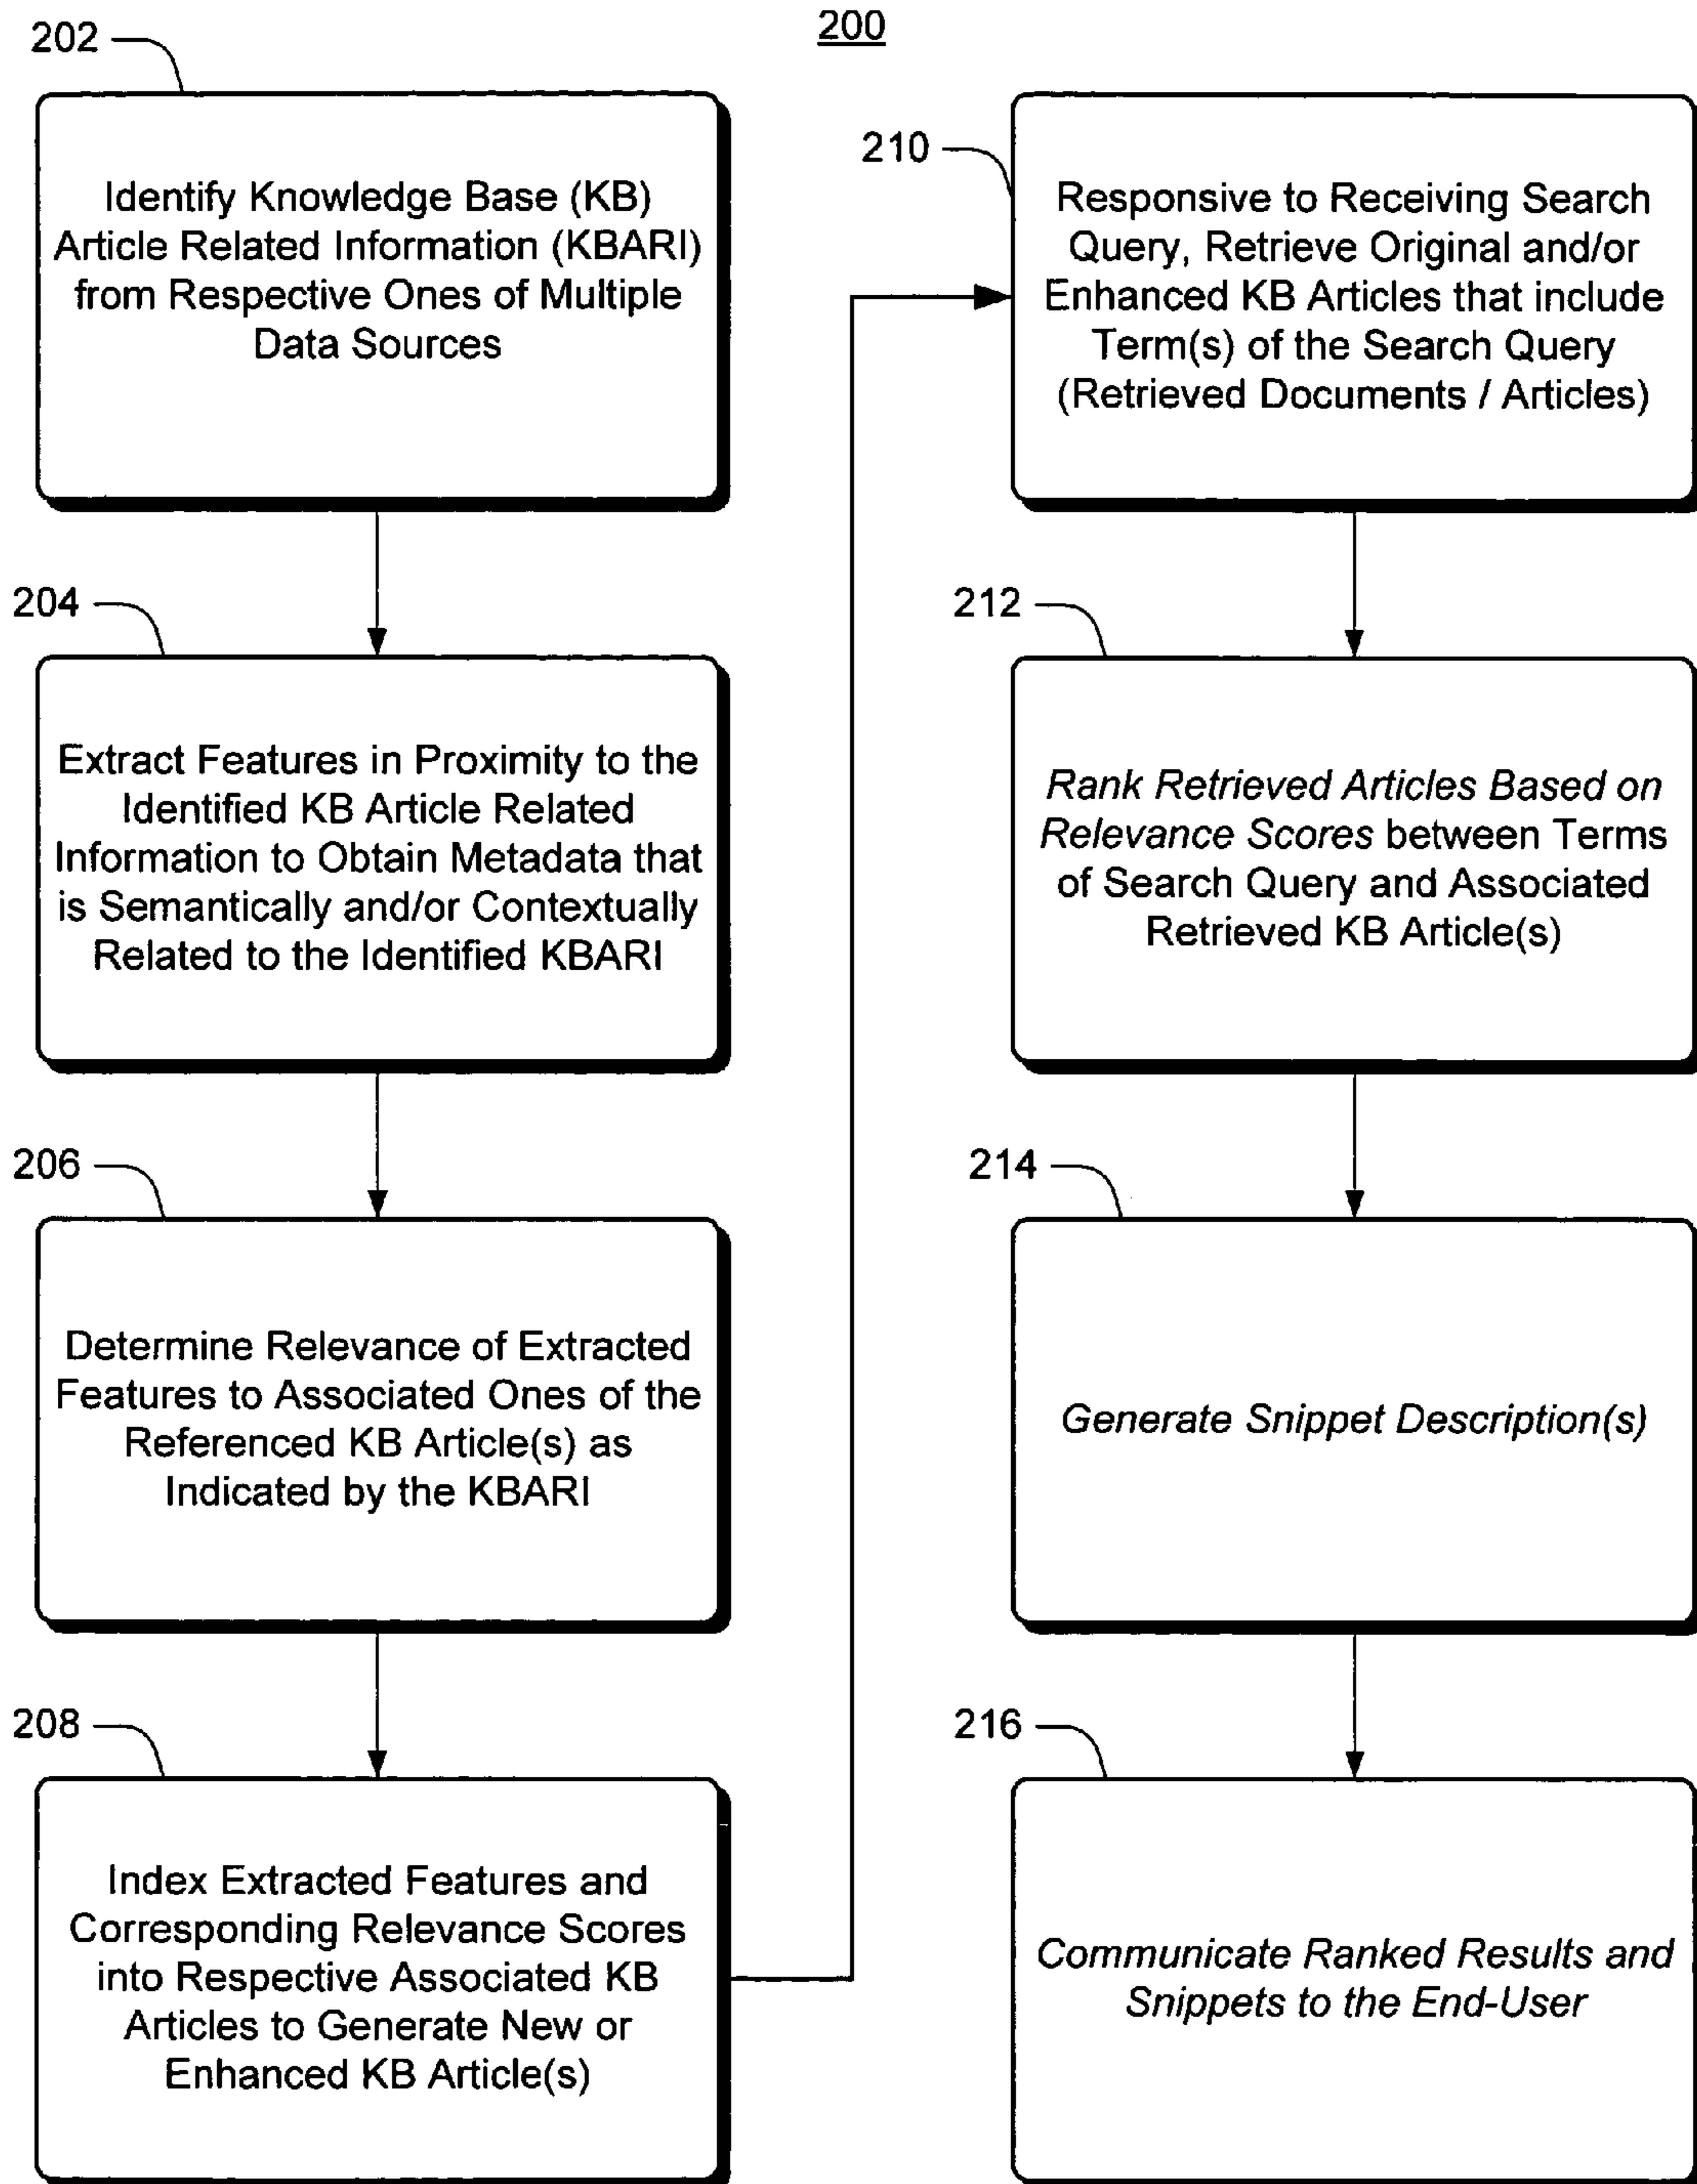 200
202
Identify Knowledge Base (KB)
Article Related Information (KBARI)
from Respective Ones of Multiple
Data Sources
204
Extract Features in Proximity to the
Identified KB Article Related
Information to Obtain Metadata that
is Semantically and/or Contextually
Related to the Identified KBARI
206
Determine Relevance of Extracted
Features to Associated Ones of the
Referenced KB Article(s) as
Indicated by the KBARI
208
Index Extracted Features and
Corresponding Relevance Scores
into Respective Associated KB
Articles to Generate New or
Enhanced KB Article(s)
210
Responsive to Receiving Search
Query, Retrieve Original and/or
Enhanced KB Articles that include
Term(s) of the Search Query
(Retrieved Documents / Articles)
212
Rank Retrieved Articles Based on
Relevance Scores between Terms
of Search Query and Associated
Retrieved KB Article(s)
214
Generate Snippet Description(s)
216
Communicate Ranked Results and
Snippets to the End-User